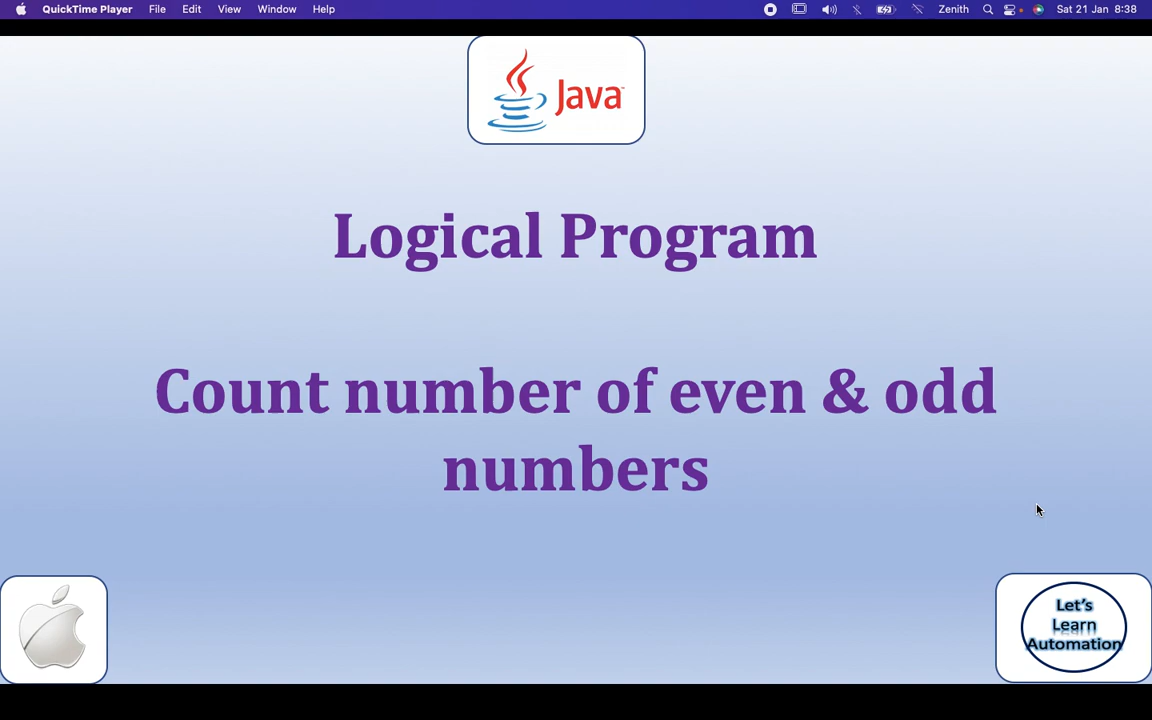 QuickTime Player File Edit View Window Help Zenith Sat 21 Jan 8:38
Java
Logical Program
Count number of even & odd
numbers
Let's
Learn
Automation